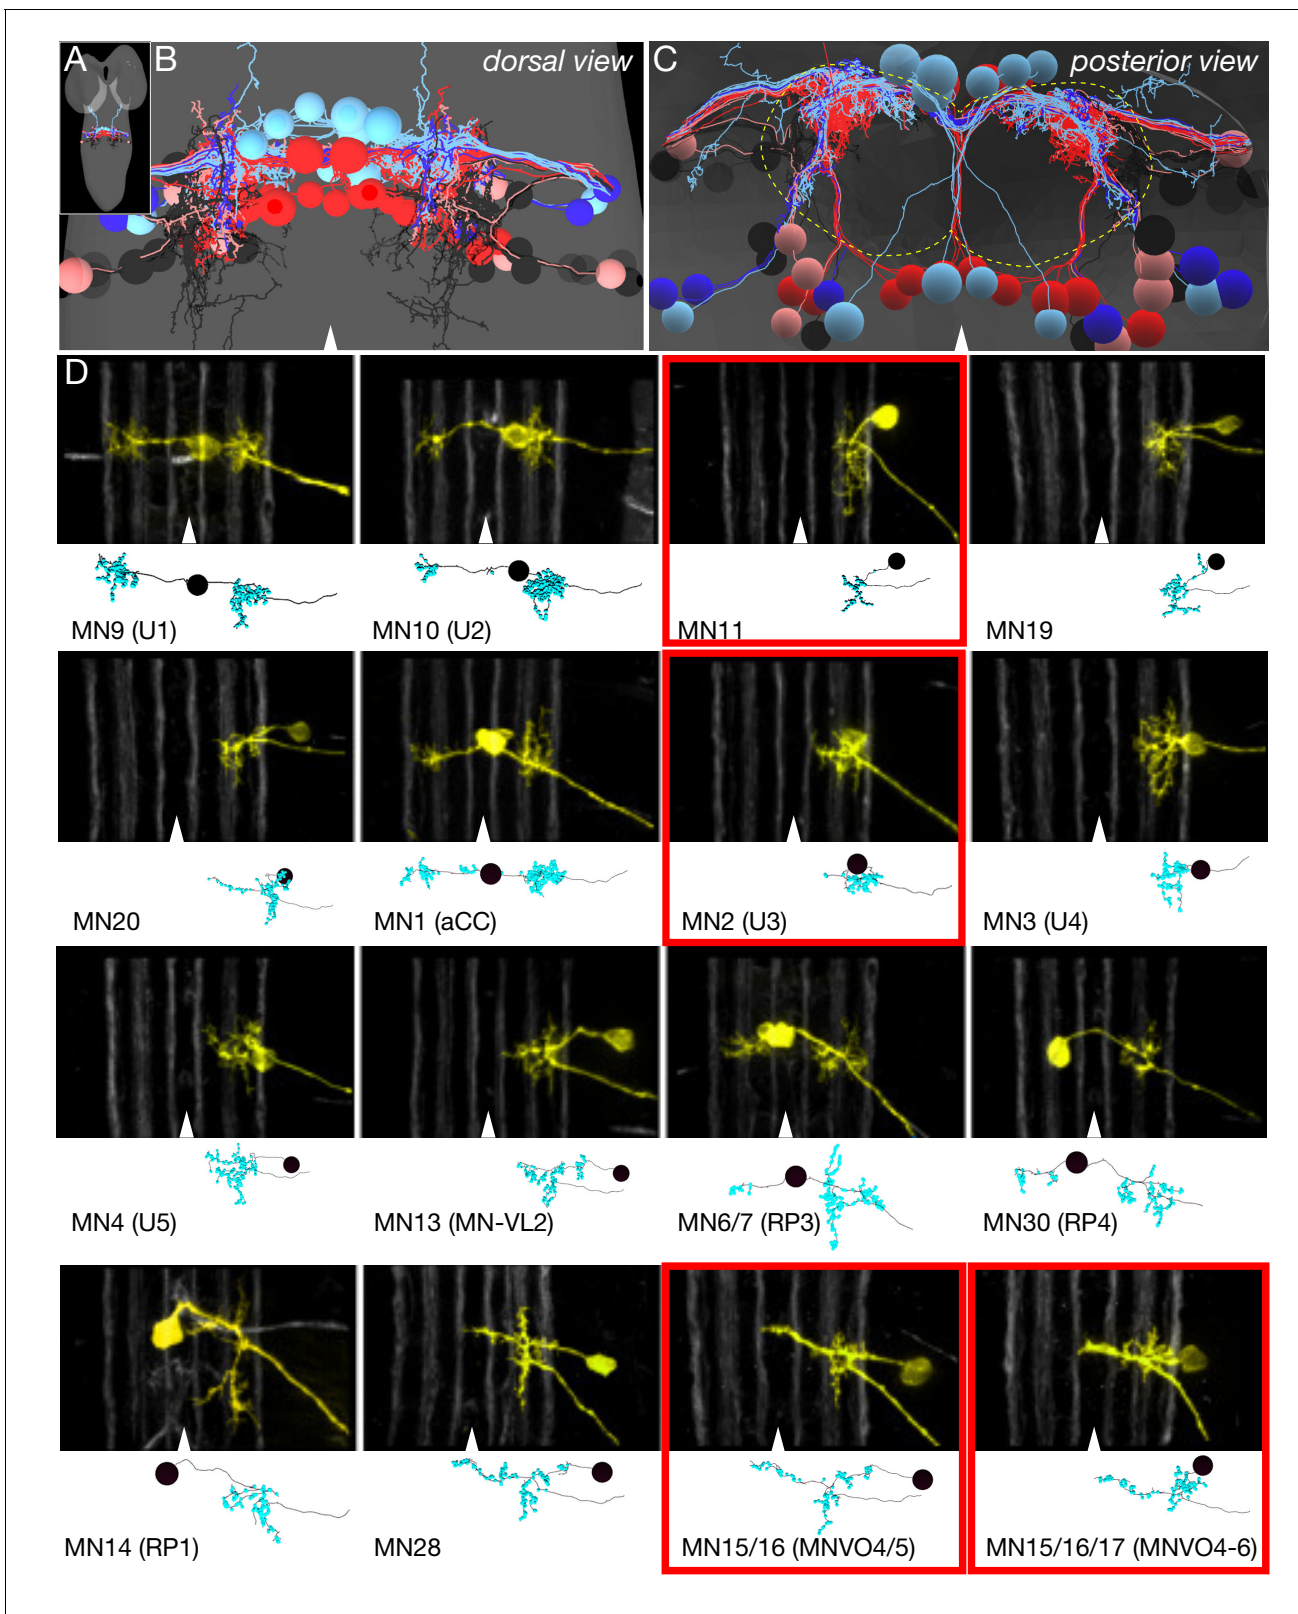 A
B
dorsal view
C
posterior view
D
MN9 (U1)
MN10 (U2)
MN11
MN19
MN20
MN1 (aCC)
MN2 (U3)
MN3 (U4)
MN4 (U5)
MN13 (MN-VL2)
MN6/7 (RP3)
MN30 (RP4)
MN14 (RP1)
MN28
MN15/16 (MNVO4/5)
MN15/16/17 (MNVO4-6)